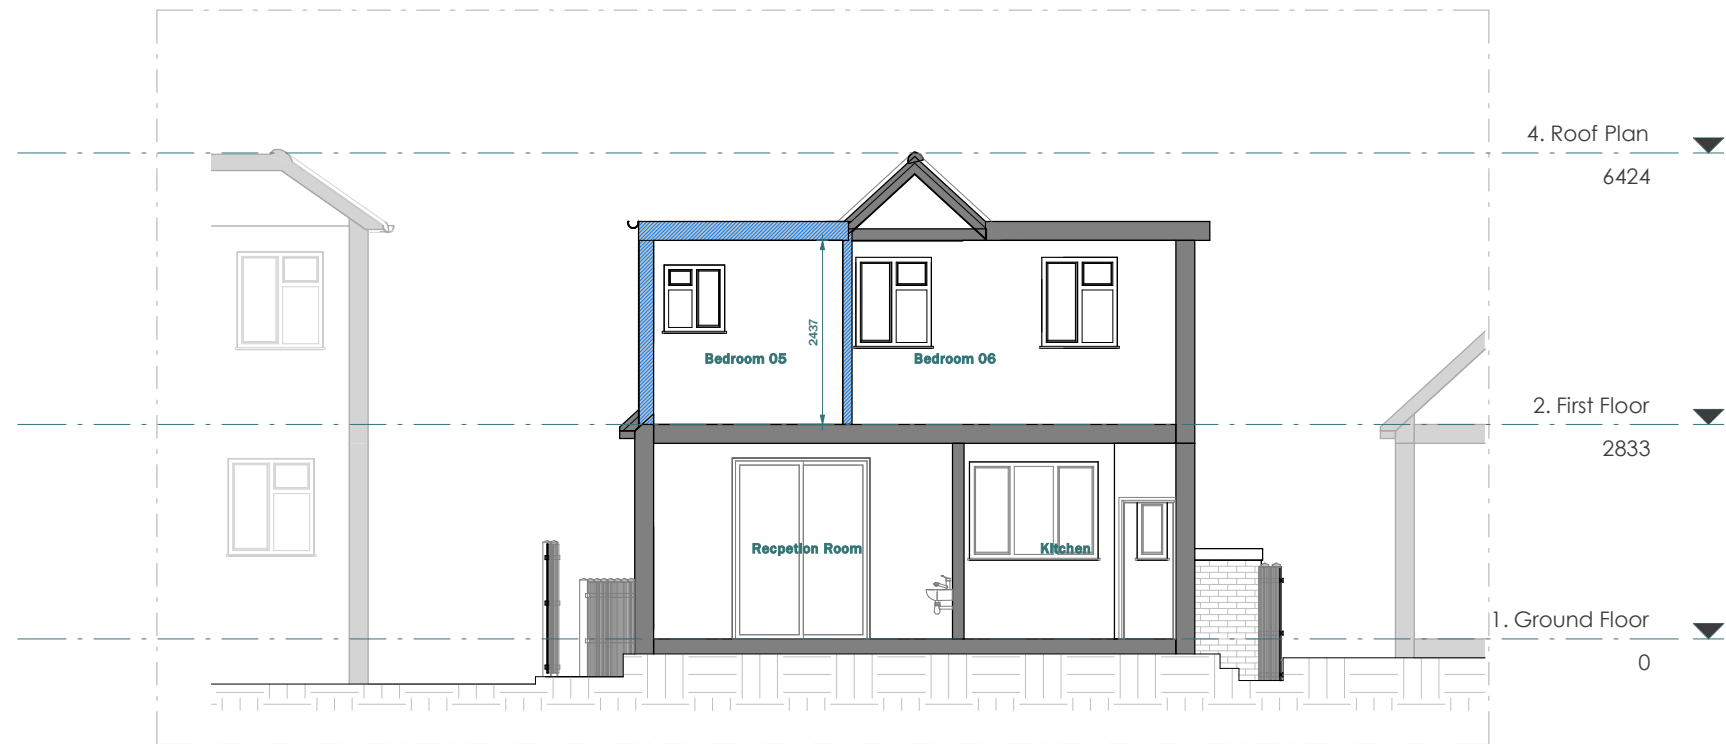 4. Roof Plan
6424
2437
Bedroom 05
Bedroom 06
2. First Floor
2833
Recpetion Room
Kitchen
1. Ground Floor
0